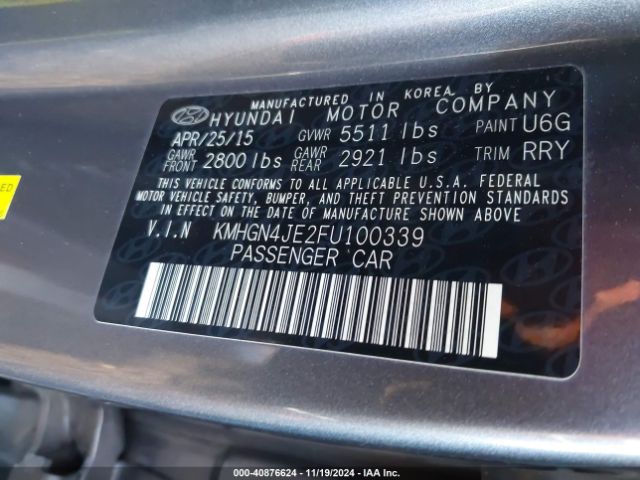 MANUFACTURED IN KOREA BY
HYUNDAI MOTOR COMPANY
APR/25/15 GVWR 5511 lbs PAINT U6G
GAWR FRONT 2800 lbs GAWR REAR 2921 lbs TRIM RRY
THIS VEHICLE CONFORMS TO ALL APPLICABLE U.S.A. FEDERAL
MOTOR VEHICLE SAFETY, BUMPER, AND THEFT PREVENTION STANDARDS
IN EFFECT ON THE DATE OF MANUFACTURE SHOWN ABOVE.
V.I.N KMHGN4JE2FU100339
PASSENGER CAR
000-40876624 | 11/19/2024 | IAA Inc.